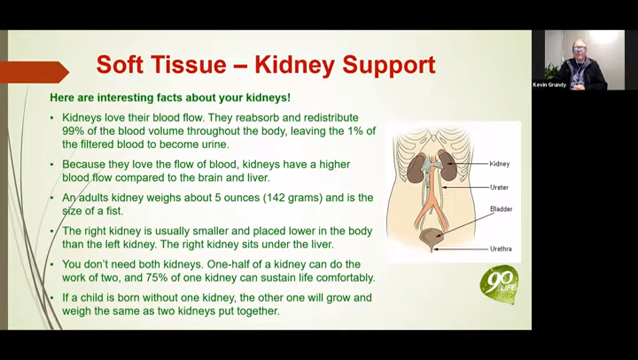 Soft Tissue – Kidney Support
Here are interesting facts about your kidneys!
• Kidneys love their blood flow. They reabsorb and redistribute
99% of the blood volume throughout the body, leaving the 1% of
the filtered blood to become urine.
• Because they love the flow of blood, kidneys have a higher
blood flow compared to the brain and liver.
• An adults kidney weighs about 5 ounces (142 grams) and is the
size of a fist.
• The right kidney is usually smaller and placed lower in the body
than the left kidney. The right kidney sits under the liver.
• You don't need both kidneys. One-half of a kidney can do the
work of two, and 75% of one kidney can sustain life comfortably.
• If a child is born without one kidney, the other one will grow and
weigh the same as two kidneys put together.
Kidney
Ureter
Bladder
Urethra
90
LIFE
Kevin Grundy